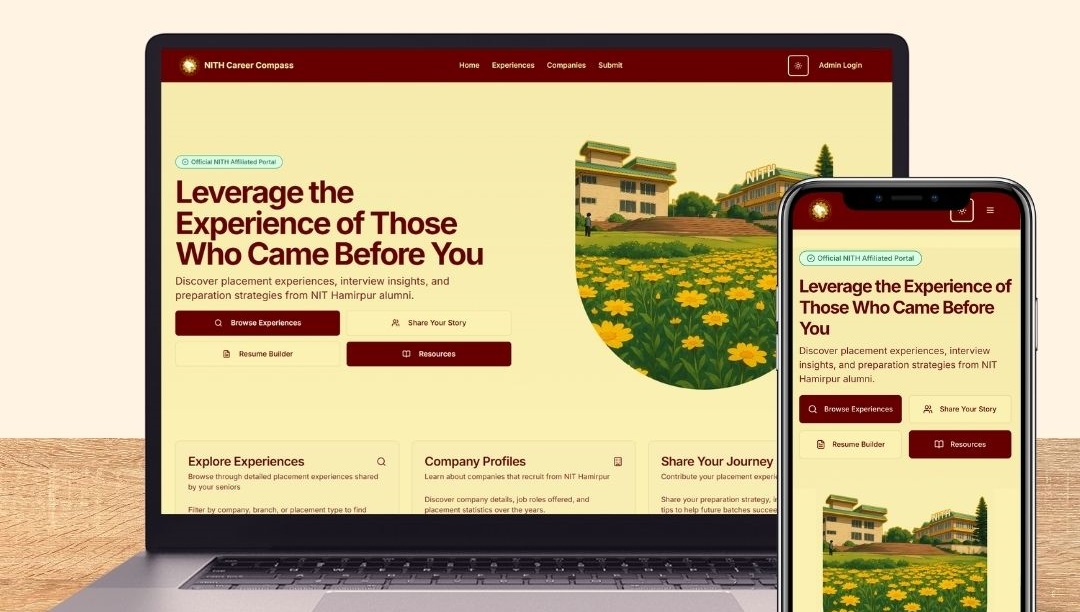 NITH Career Compass
Home Experiences Companies Submit
Admin Login
Official NITH Affiliated Portal
Leverage the
Experience of Those
Who Came Before You
Discover placement experiences, interview insights, and
preparation strategies from NIT Hamirpur alumni.
Browse Experiences
Share Your Story
Resume Builder
Resources
NITH
Explore Experiences
Browse through detailed placement experiences shared
by your seniors
Filter by company, branch, or placement type to find
Company Profiles
Learn about companies that recruit from NIT Hamirpur
Discover company details, job roles offered, and
placement statistics over the years.
Share Your Journey
Contribute your placement
Share your preparation strategy,
tips to help future batches
Official NITH Affiliated Portal
Leverage the Experience of
Those Who Came Before
You
Discover placement experiences, interview
insights, and preparation strategies from NIT
Hamirpur alumni.
Browse Experiences
Share Your Story
Resume Builder
Resources